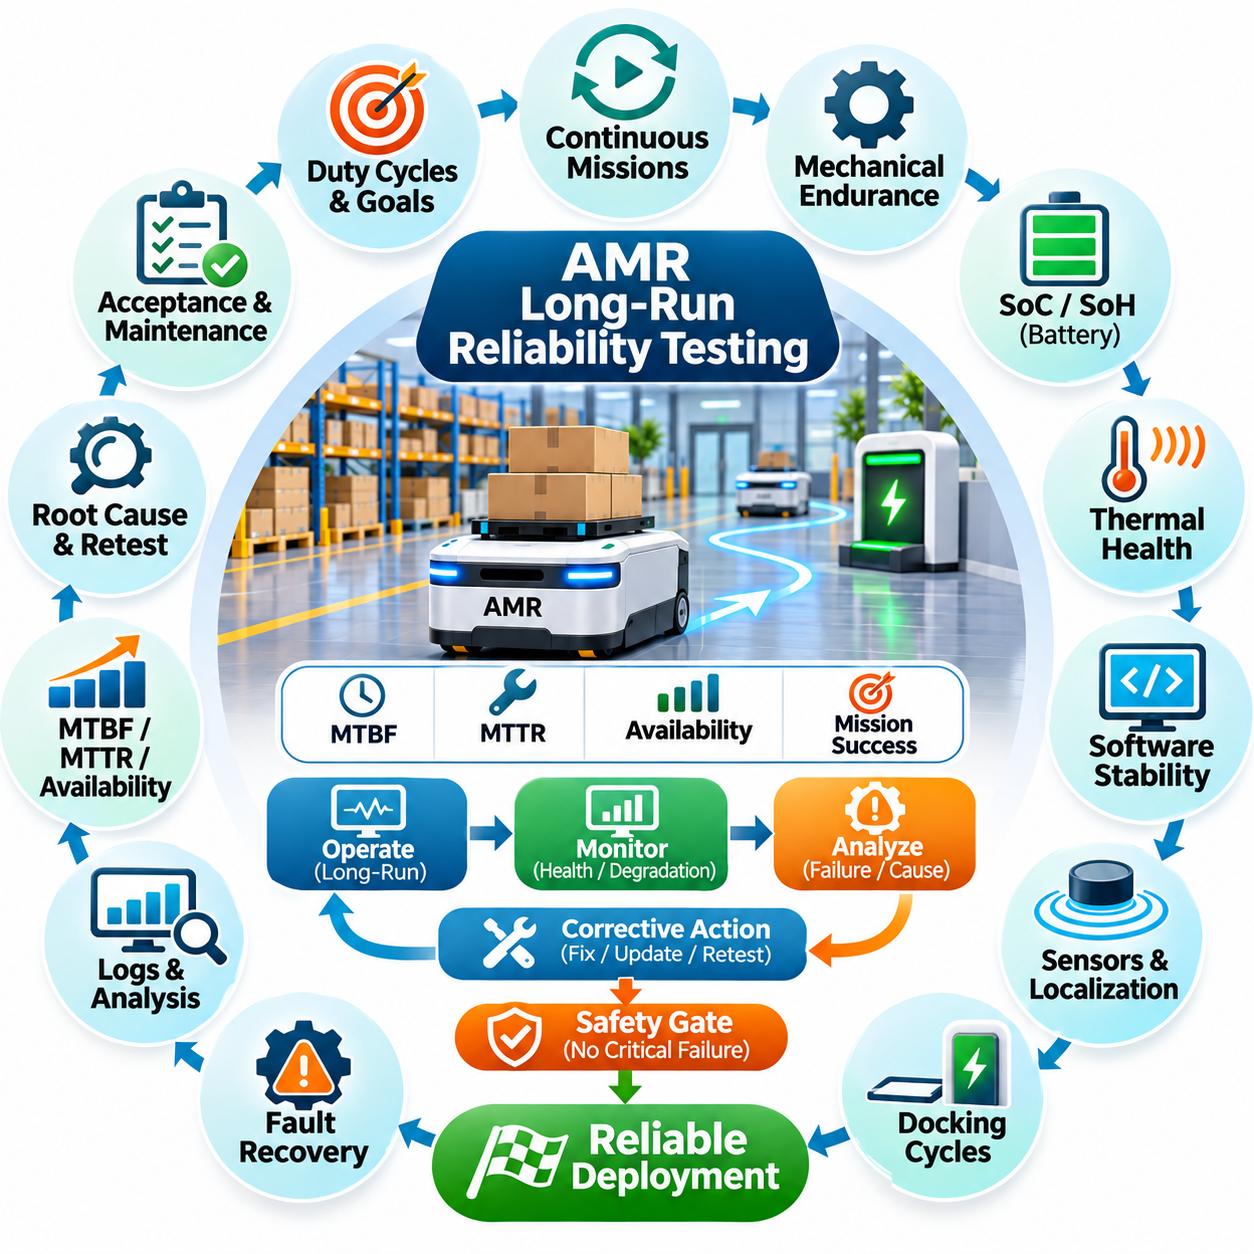 AMR
Long-Run
Reliability Testing
Duty Cycles
& Goals
Continuous
Missions
Mechanical
Endurance
SoC / SoH
(Battery)
Thermal
Health
</>
Software
Stability
Sensors &
Localization
Docking
Cycles
Reliable
Deployment
Fault
Recovery
Logs &
Analysis
MTBF /
MTTR /
Availability
Root Cause
& Retest
Acceptance &
Maintenance
AMR
AMR
MTBF
MTTR
Availability
Mission
Success
Operate
(Long-Run)
Monitor
(Health / Degradation)
Analyze
(Failure / Cause)
Corrective Action
(Fix / Update / Retest)
Safety Gate
(No Critical Failure)